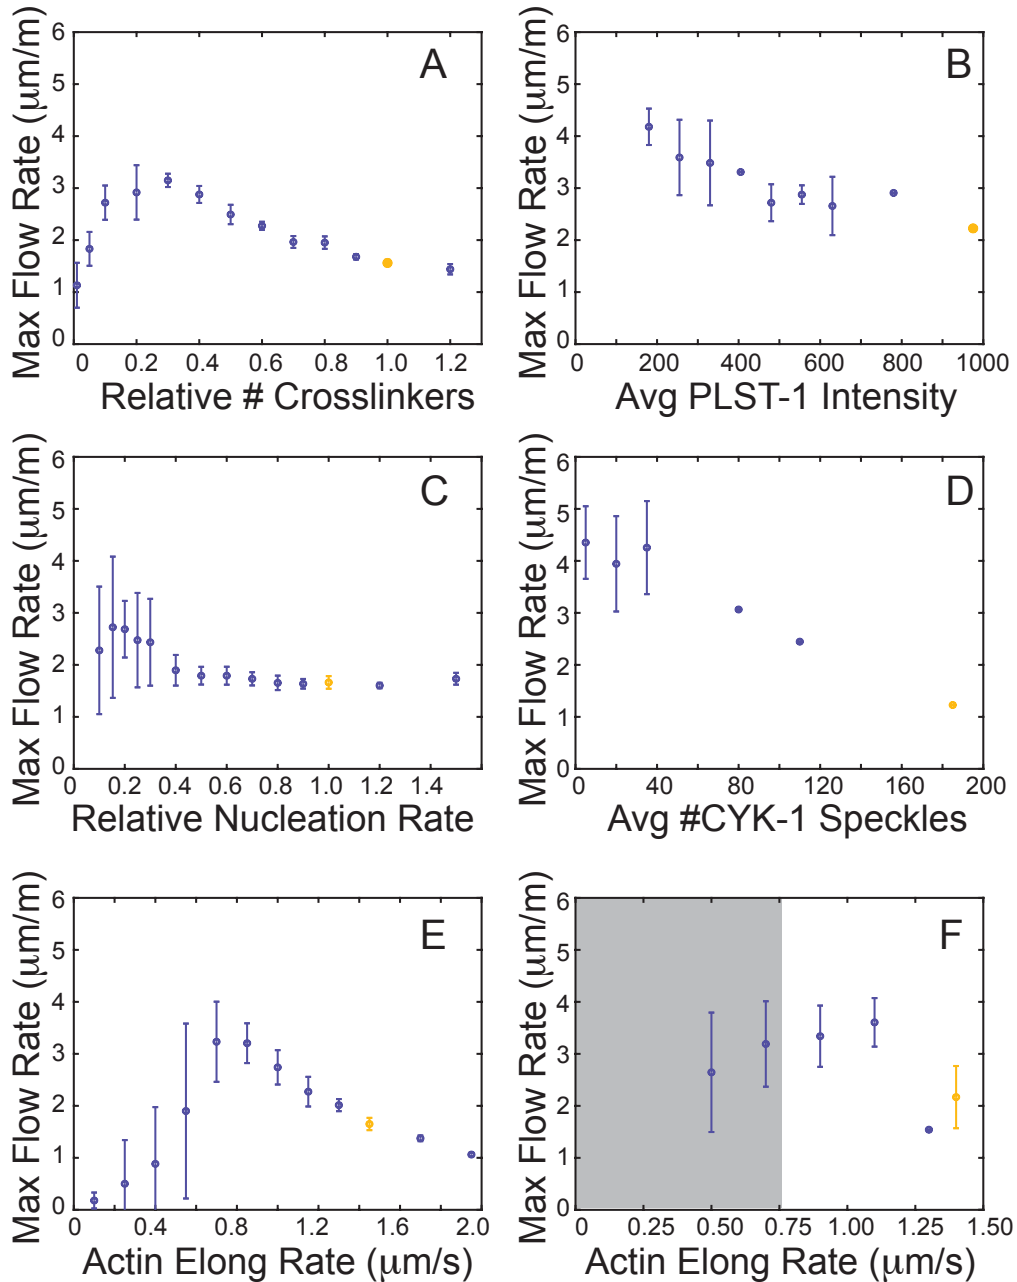 A
Max Flow Rate (μm/m)
6
5
4
3
2
1
0
0 0.2 0.4 0.6 0.8 1.0 1.2
Relative # Crosslinkers
B
Max Flow Rate (μm/m)
6
5
4
3
2
1
0
0 200 400 600 800 1000
Avg PLST-1 Intensity
C
Max Flow Rate (μm/m)
6
5
4
3
2
1
0
0 0.2 0.4 0.6 0.8 1.0 1.2 1.4
Relative Nucleation Rate
D
Max Flow Rate (μm/m)
6
5
4
3
2
1
0
0 40 80 120 160 200
Avg #CYK-1 Speckles
E
Max Flow Rate (μm/m)
6
5
4
3
2
1
0
0 0.4 0.8 1.2 1.6 2.0
Actin Elong Rate (μm/s)
F
Max Flow Rate (μm/m)
6
5
4
3
2
1
0
0 0.25 0.50 0.75 1.00 1.25 1.50
Actin Elong Rate (μm/s)